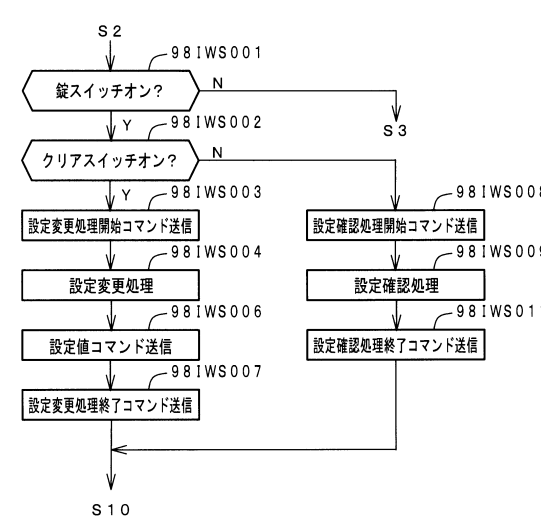 S2
98IWS001
錠スイッチオン?
N
Y
S3
98IWS002
クリアスイッチオン?
N
Y
98IWS003
設定変更処理開始コマンド送信
98IWS008
設定確認処理開始コマンド送信
98IWS004
設定変更処理
98IWS009
設定確認処理
98IWS006
設定値コマンド送信
98IWS01
設定確認処理終了コマンド送信
98IWS007
設定変更処理終了コマンド送信
S10